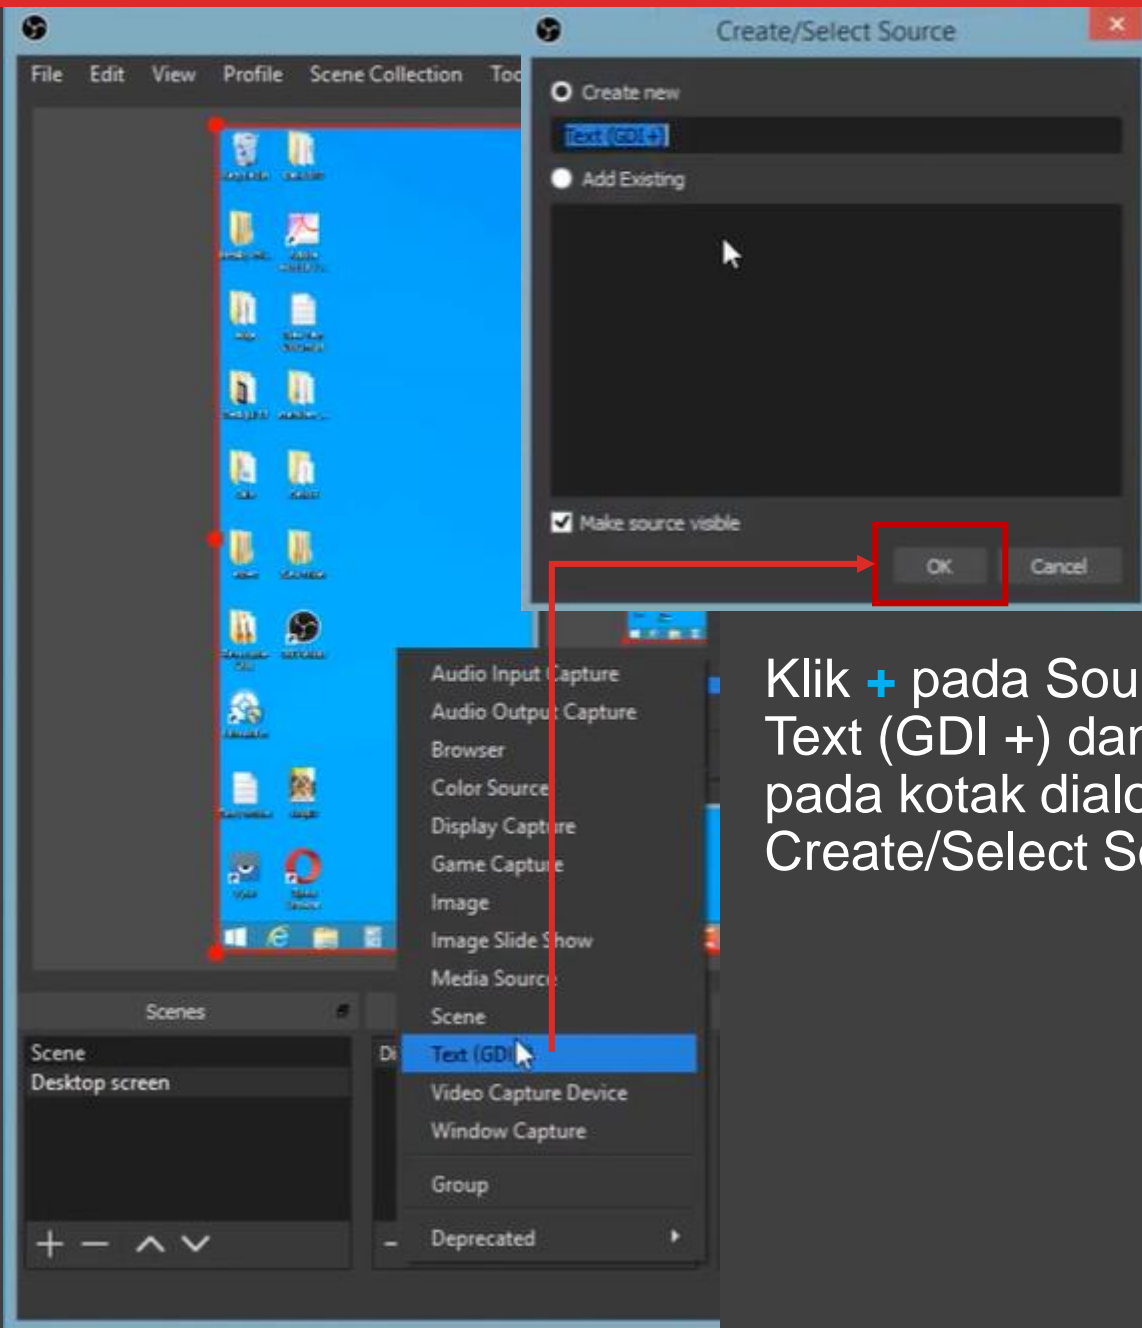 Create/Select Source
File Edit View Profile Scene Collection Too
Create new
Text (GDI+)
Add Existing
Make source visible
OK Cancel
Klik + pada Sou
Text (GDI +) dan
pada kotak dialo
Create/Select So
Audio Input Capture
Audio Output Capture
Browser
Color Source
Display Capture
Game Capture
Image
Image Slide Show
Media Source
Scene
Text (GDI
Video Capture Device
Window Capture
Group
Deprecated
Scenes
Scene
Desktop screen
Di